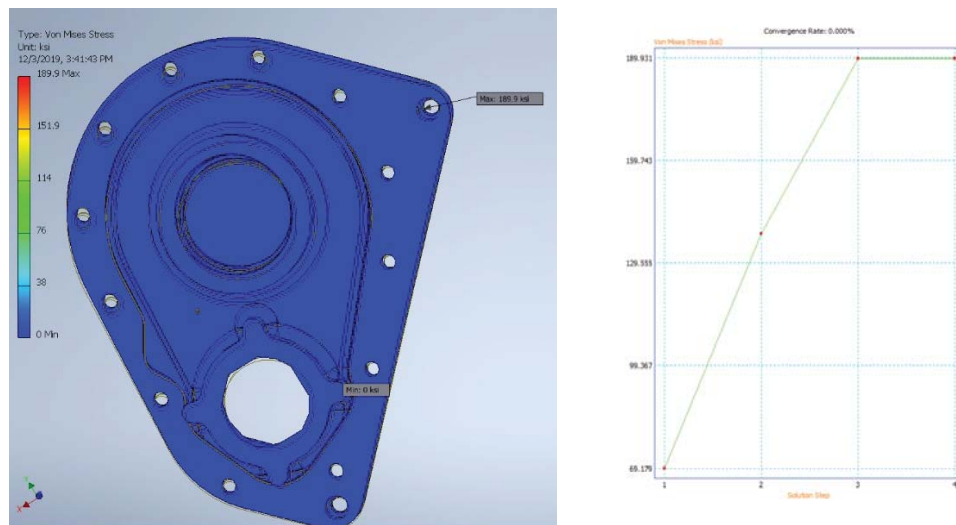 Type: Von Mises Stress
Unit: ksi
12/3/2019, 3:41:43 PM
189.9 Max
151.9
114
76
38
0 Min
Max: 189.9 ksi
Min: 0 ksi
X
Convergence Rate: 0.000%
Von Mises Stress (ksi)
189.931
159.743
129.555
99.367
69.179
1 2 3 4
Solution Step